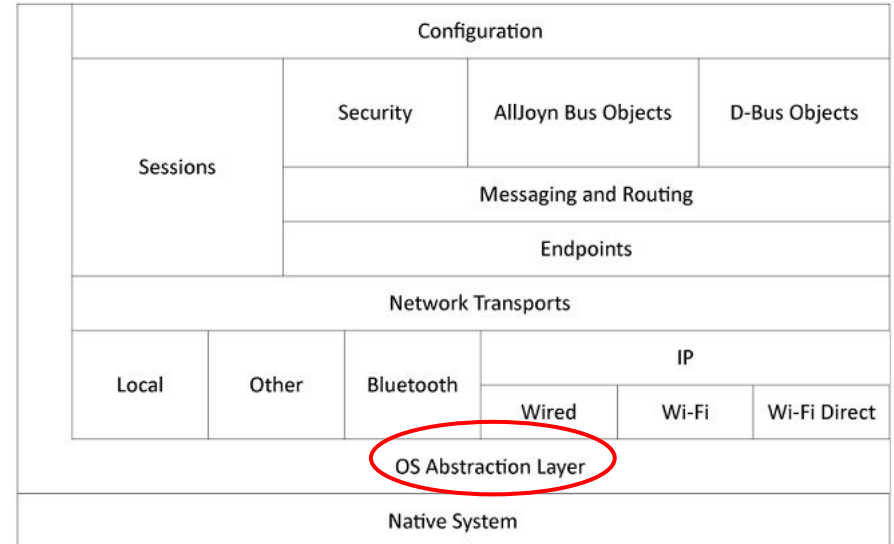 Configuration
Security
AllJoyn Bus Objects
D-Bus Objects
Sessions
Messaging and Routing
Endpoints
Network Transports
Local
Other
Bluetooth
IP
Wired
Wi-Fi
Wi-Fi Direct
OS Abstraction Layer
Native System